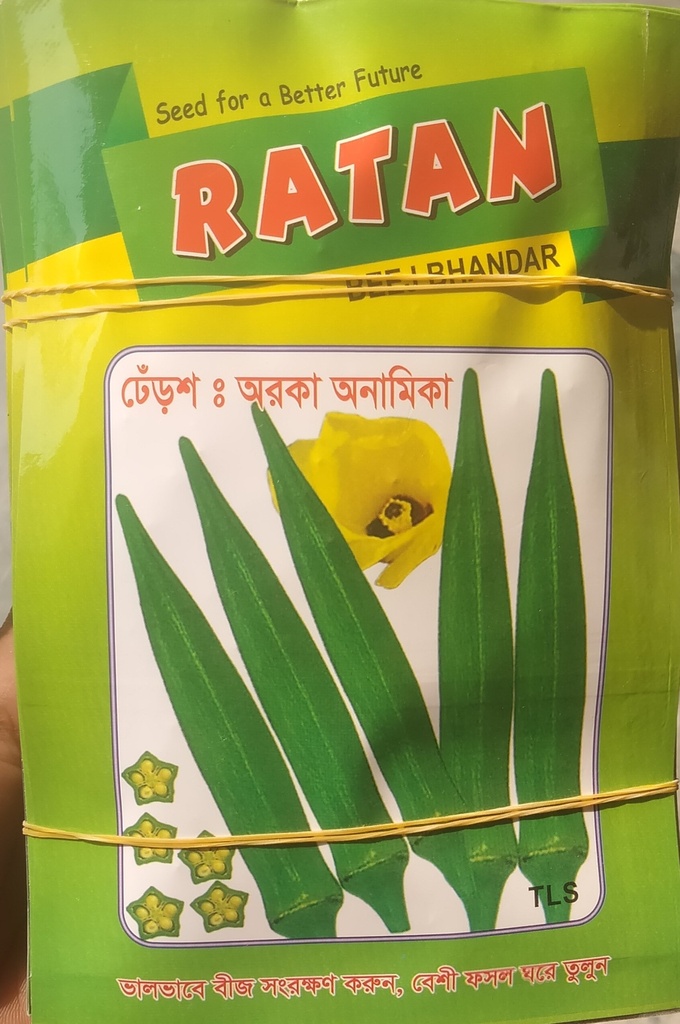 Seed for a Better Future
RATAN
BEEJ BHANDAR
ঢেঁড়শ ঃ অরকা অনামিকা
TLS
ভালভাবে বীজ সংরক্ষণ করুন, বেশী ফসল ঘরে তুলুন